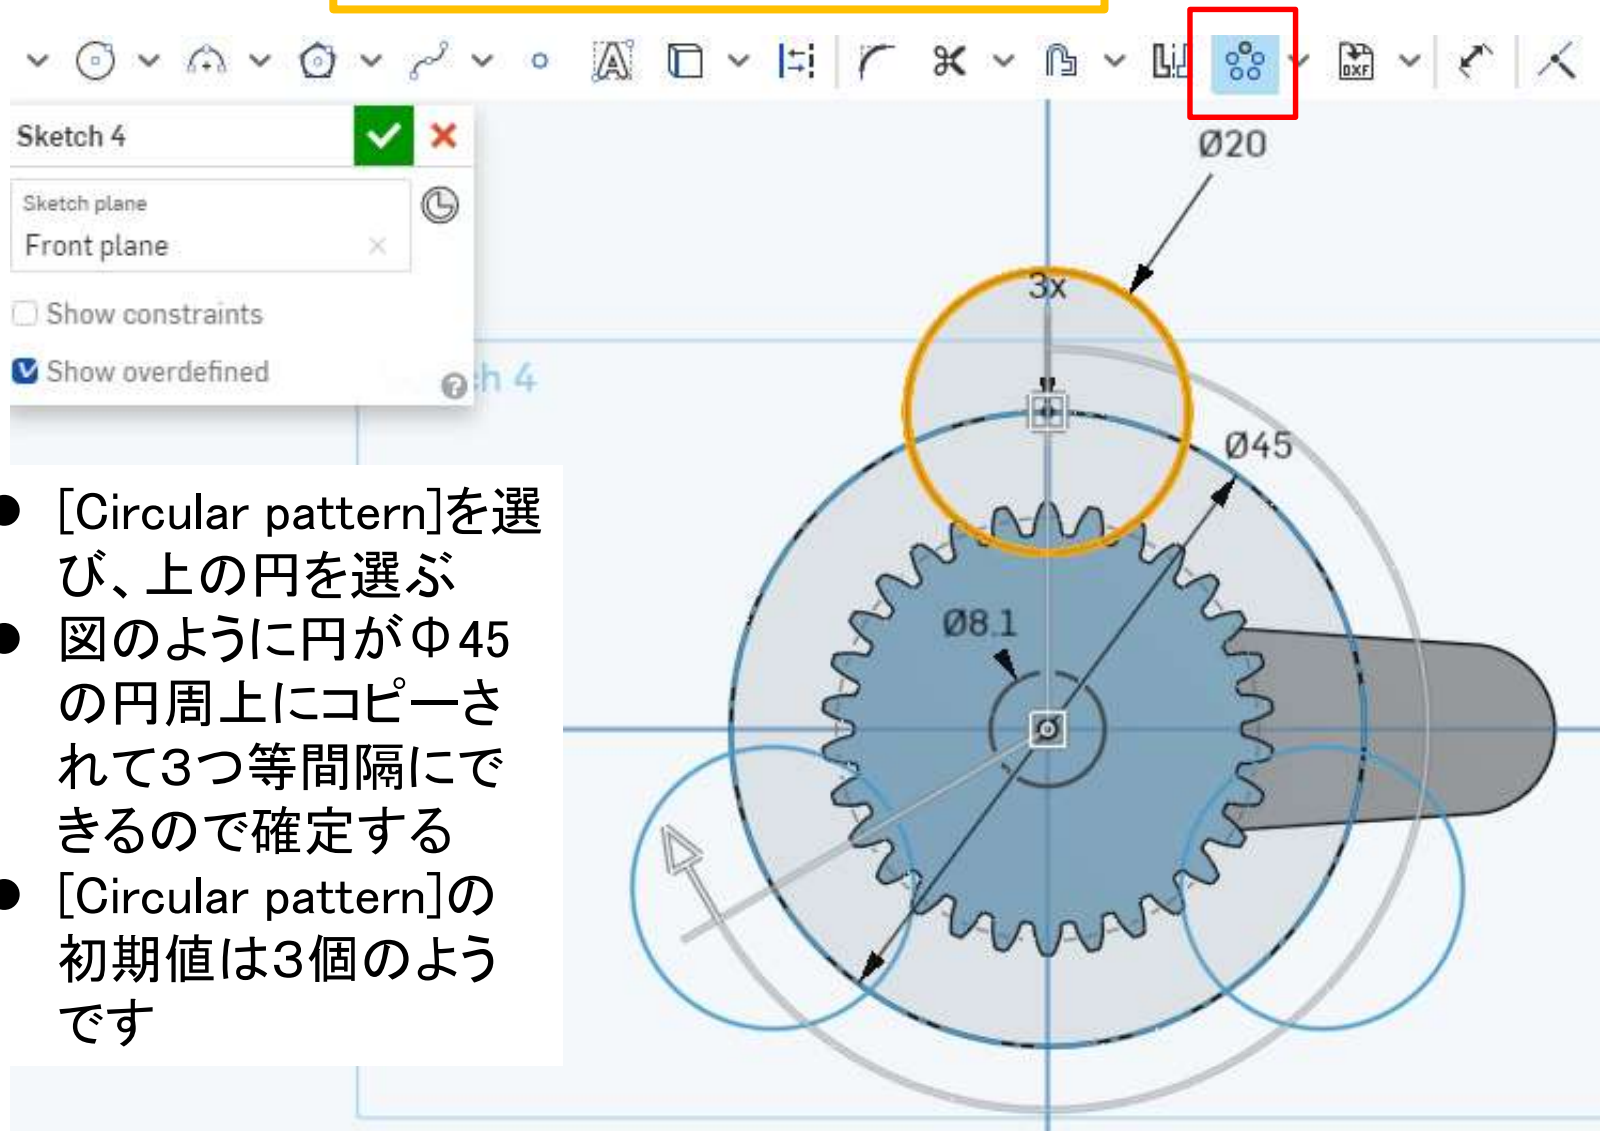 DXF
Sketch 4
Sketch plane
Front plane
Show constraints
Show overdefined
h 4
Ø20
3x
Ø45
Ø8.1
● [Circular pattern]を選
び、上の円を選ぶ
● 図のように円がΦ45
の円周上にコピーさ
れて3つ等間隔にで
きるので確定する
● [Circular pattern]の
初期値は3個のよう
です